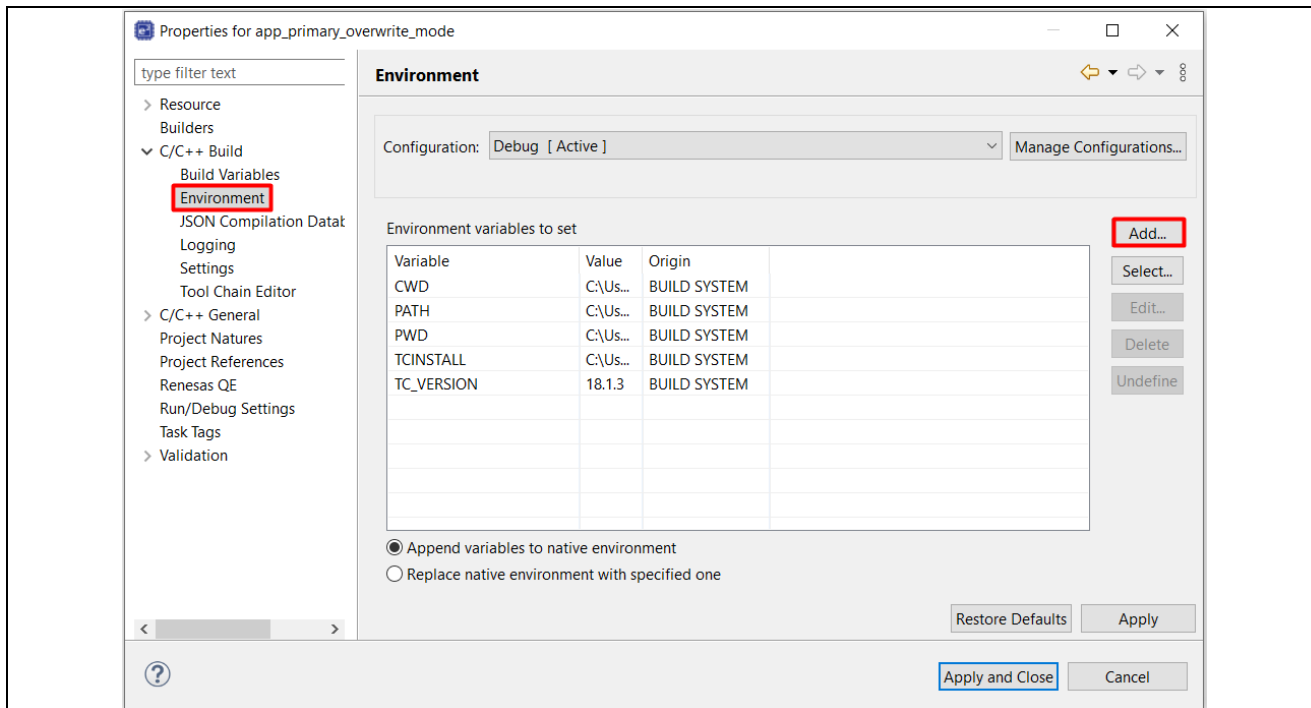 Properties for app_primary_overwrite_mode
type filter text
Resource
Builders
C/C++ Build
Build Variables
Environment
JSON Compilation Datab
Logging
Settings
Tool Chain Editor
C/C++ General
Project Natures
Project References
Renesas QE
Run/Debug Settings
Task Tags
Validation
Environment
Configuration: Debug [ Active ] Manage Configurations...
Environment variables to set
Variable Value Origin
CWD C:\Us... BUILD SYSTEM
PATH C:\Us... BUILD SYSTEM
PWD C:\Us... BUILD SYSTEM
TCINSTALL C:\Us... BUILD SYSTEM
TC_VERSION 18.1.3 BUILD SYSTEM
Add...
Select...
Edit...
Delete
Undefine
Append variables to native environment
Replace native environment with specified one
Restore Defaults Apply
? Apply and Close Cancel